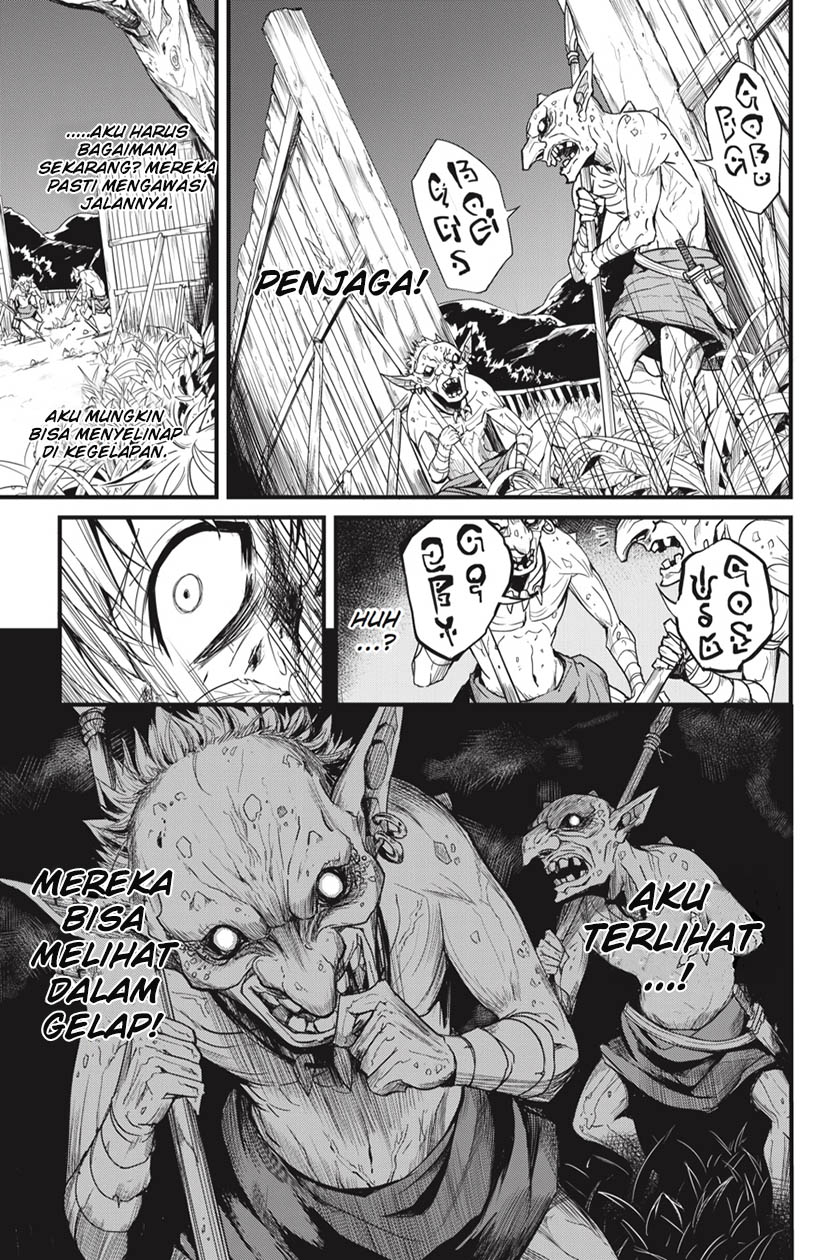 PENJAGA!
.....AKU HARUS
BAGAIMANA
SEKARANG? MEREKA
PASTI MENGAWASI
JALANNYA.
AKU MUNGKIN
BISA MENYELINAP
DI KEGELAPAN.
HUH
...?
AKU
TERLIHAT
...!
MEREKA
BISA
MELIHAT
DALAM
GELAP!